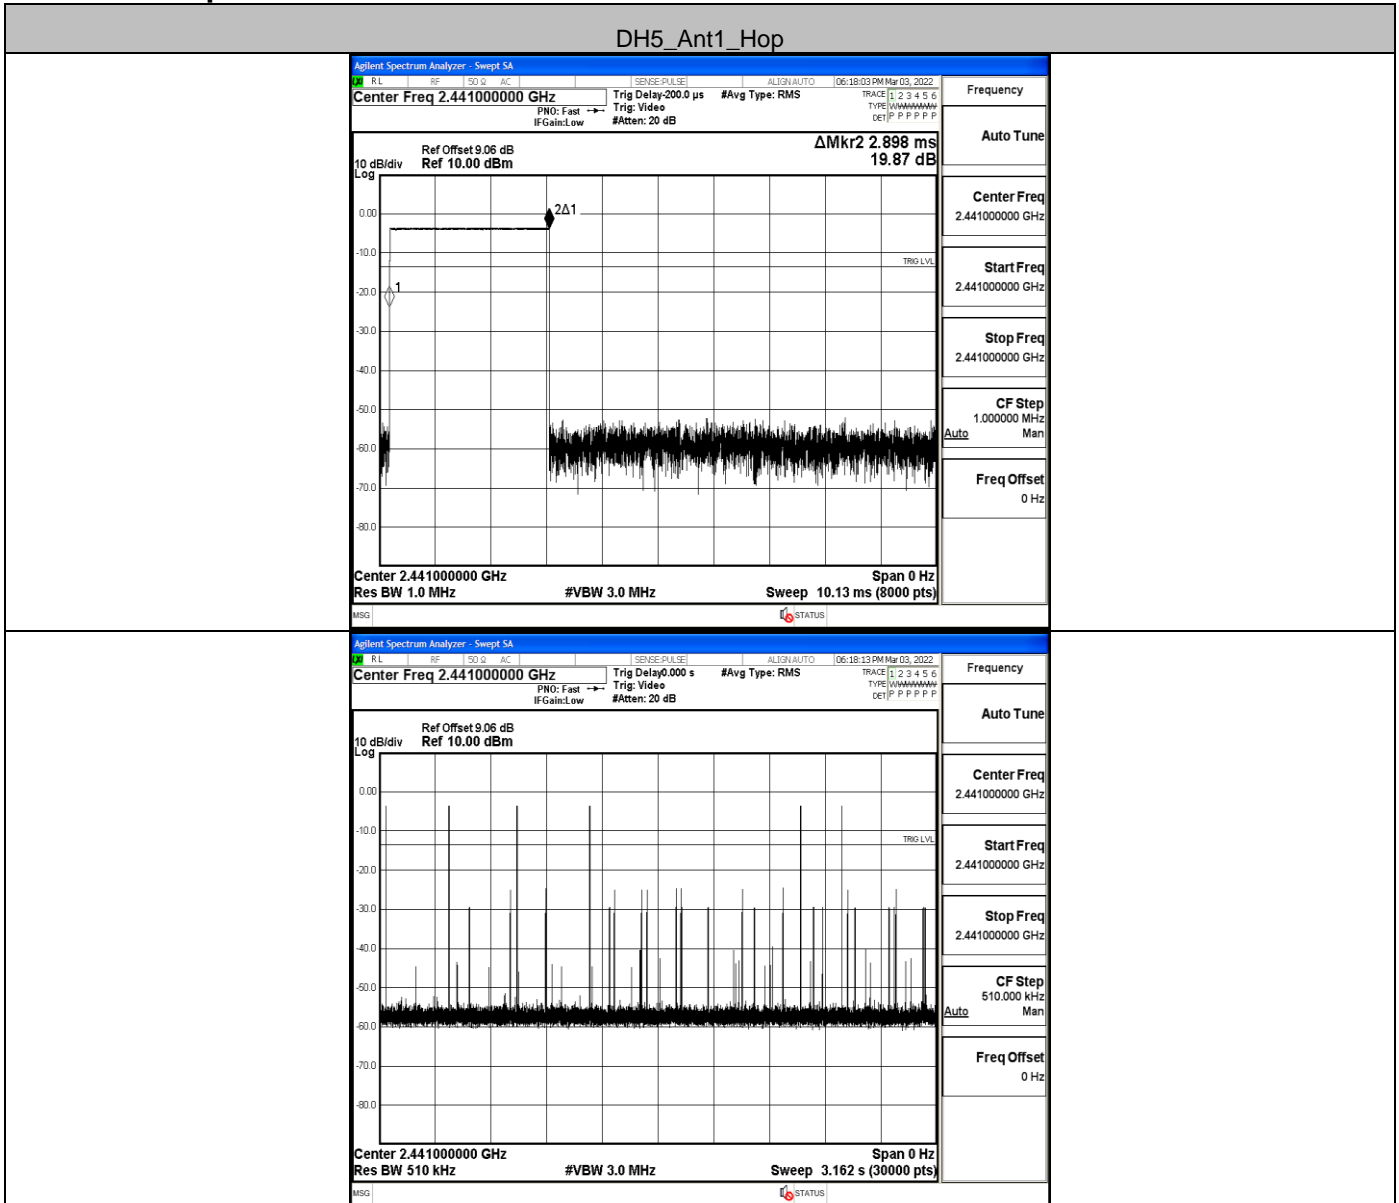 DH5_Ant1_Hop
Agilent Spectrum Analyzer - Swept SA
RL RF 50 Ω AC SENSE:PULSE ALIGN AUTO 06:18:03 PM Mar 03, 2022
Center Freq 2.441000000 GHz
PNO: Fast
IFGain:Low
Trig Delay-200.0 µs
Trig: Video
#Atten: 20 dB
#Avg Type: RMS
TRACE 1 2 3 4 5 6
TYPE
DET P P P P P P
Ref Offset 9.06 dB
10 dB/div Ref 10.00 dBm
Log
ΔMkr2 2.898 ms
19.87 dB
0.00
-10.0
-20.0
-30.0
-40.0
-50.0
-60.0
-70.0
-80.0
2Δ1
1
TRIG LVL
Center 2.441000000 GHz Span 0 Hz
Res BW 1.0 MHz #VBW 3.0 MHz Sweep 10.13 ms (8000 pts)
MSG STATUS
Frequency
Auto Tune
Center Freq
2.441000000 GHz
Start Freq
2.441000000 GHz
Stop Freq
2.441000000 GHz
CF Step
1.000000 MHz
Auto Man
Freq Offset
0 Hz
Agilent Spectrum Analyzer - Swept SA
RL RF 50 Ω AC SENSE:PULSE ALIGN AUTO 06:18:13 PM Mar 03, 2022
Center Freq 2.441000000 GHz
PNO: Fast
IFGain:Low
Trig Delay0.000 s
Trig: Video
#Atten: 20 dB
#Avg Type: RMS
TRACE 1 2 3 4 5 6
TYPE
DET P P P P P P
Ref Offset 9.06 dB
10 dB/div Ref 10.00 dBm
Log
0.00
-10.0
-20.0
-30.0
-40.0
-50.0
-60.0
-70.0
-80.0
TRIG LVL
Center 2.441000000 GHz Span 0 Hz
Res BW 510 kHz #VBW 3.0 MHz Sweep 3.162 s (30000 pts)
MSG STATUS
Frequency
Auto Tune
Center Freq
2.441000000 GHz
Start Freq
2.441000000 GHz
Stop Freq
2.441000000 GHz
CF Step
510.000 kHz
Auto Man
Freq Offset
0 Hz